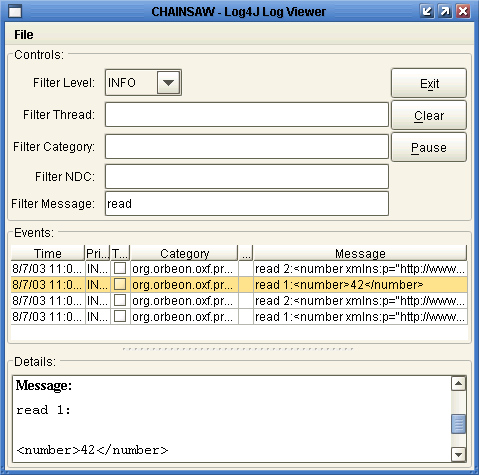 CHAINSAW - Log4J Log Viewer
File
Controls:
Filter Level: INFO Exit
Filter Thread: Clear
Filter Category: Pause
Filter NDC:
Filter Message: read
Events:
Time Pri... T... Category ... Message
8/7/03 11:0... IN... org.orbeon.oxf.pr... read 2:<number xmlns:p="http://www...
8/7/03 11:0... IN... org.orbeon.oxf.pr... read 1:<number>42</number>
8/7/03 11:0... IN... org.orbeon.oxf.pr... read 2:<number xmlns:p="http://www...
8/7/03 11:0... IN... org.orbeon.oxf.pr... read 1:<number xmlns:p="http://www...
Details:
Message:
read 1:
<number>42</number>